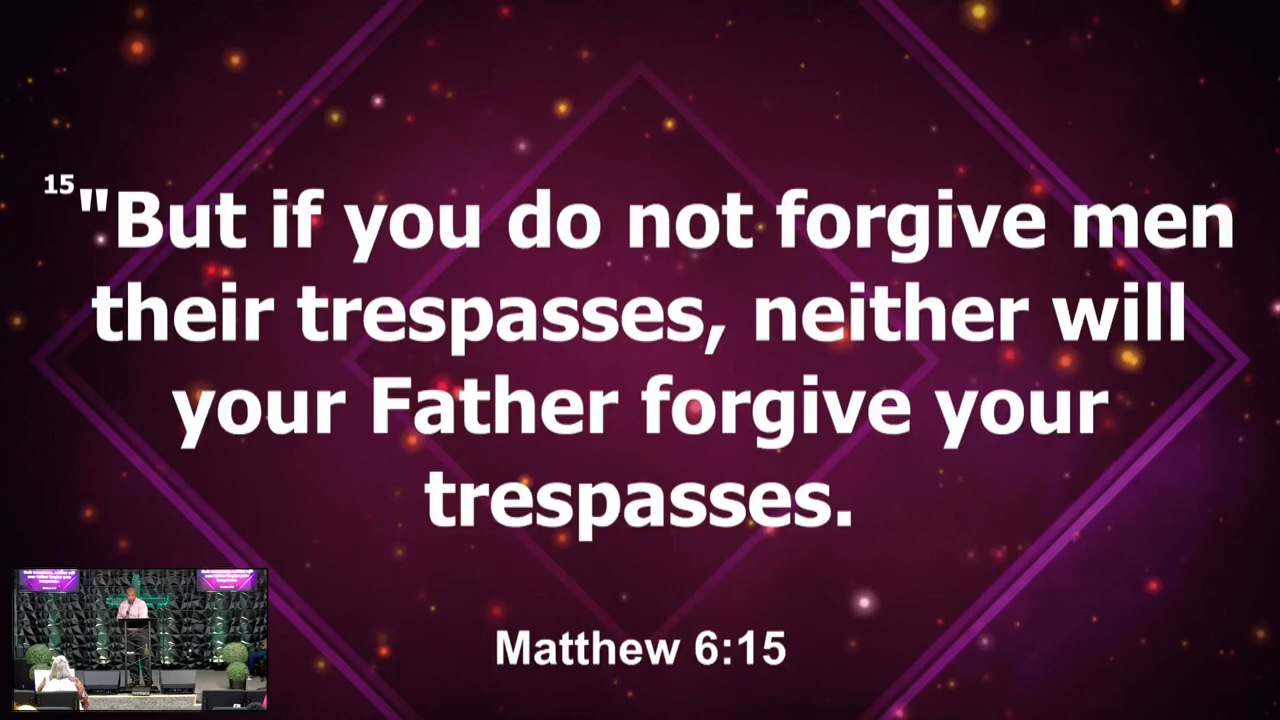 15 "But if you do not forgive men
their trespasses, neither will
your Father forgive your
trespasses.
Matthew 6:15